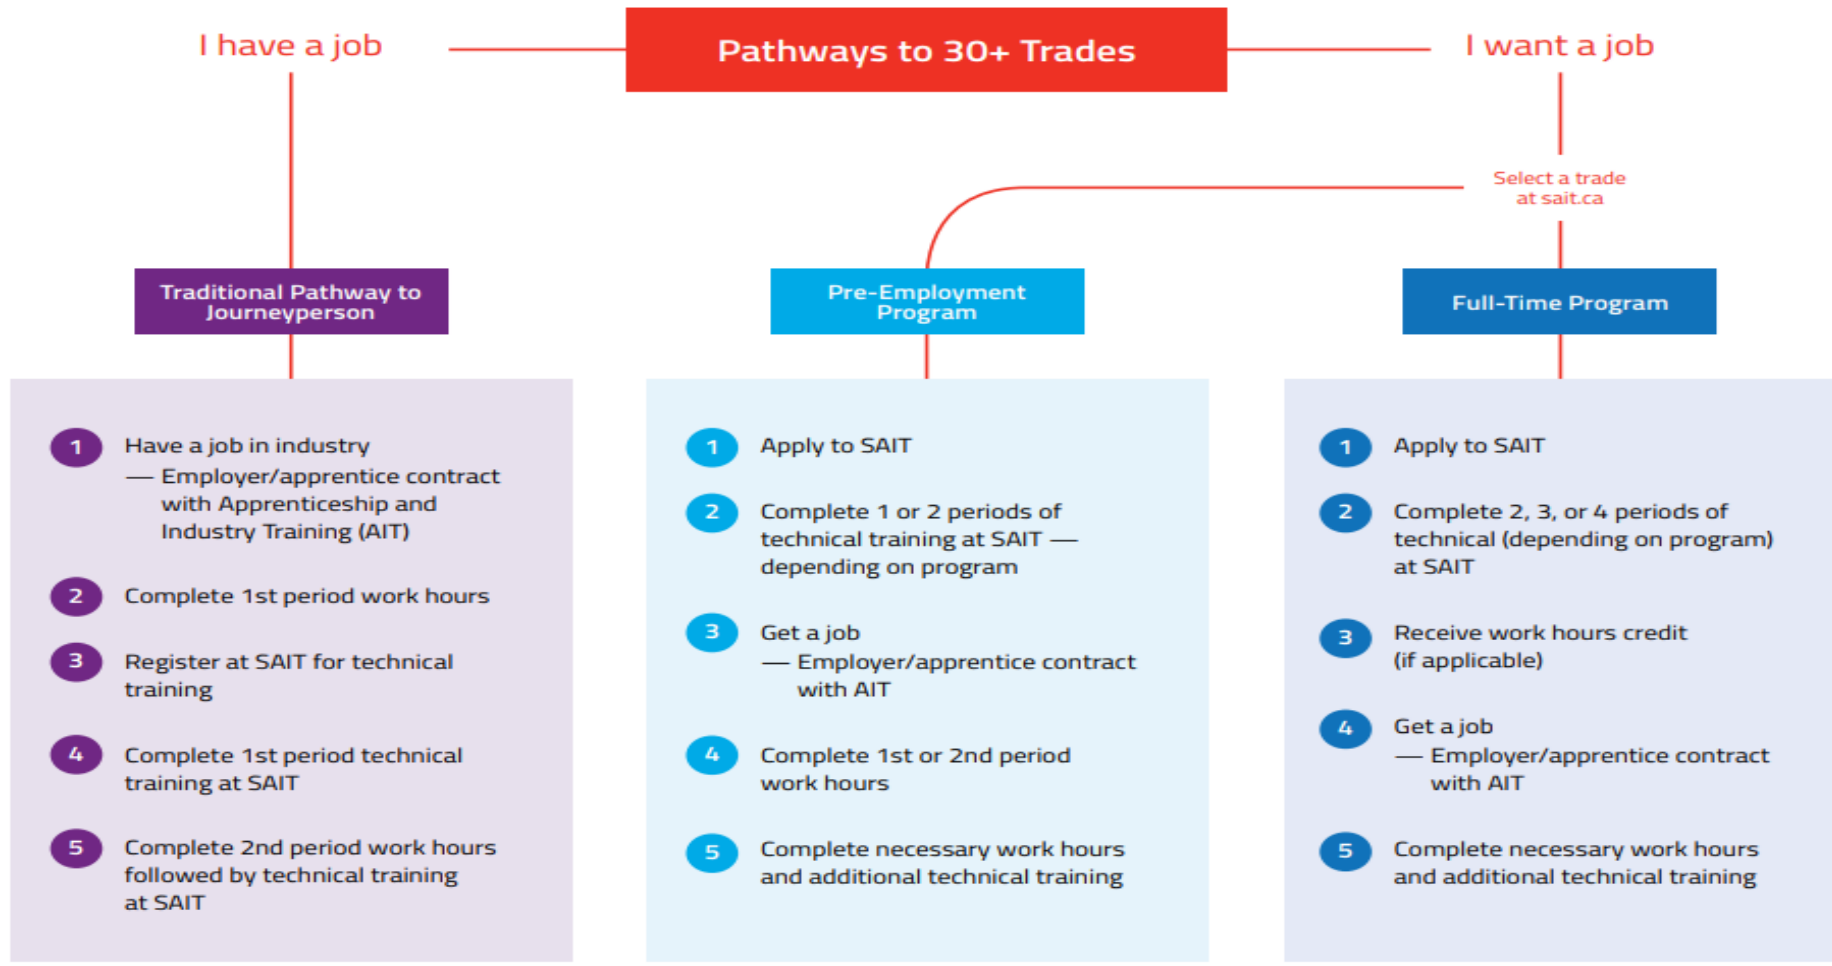 I have a job
Pathways to 30+ Trades
I want a job
Select a trade
at sait.ca
Traditional Pathway to
Journeyperson
1
Have a job in industry
— Employer/apprentice contract
with Apprenticeship and
Industry Training (AIT)
2
Complete 1st period work hours
3
Register at SAIT for technical
training
4
Complete 1st period technical
training at SAIT
5
Complete 2nd period work hours
followed by technical training
at SAIT
Pre-Employment
Program
1
Apply to SAIT
2
Complete 1 or 2 periods of
technical training at SAIT —
depending on program
3
Get a job
— Employer/apprentice contract
with AIT
4
Complete 1st or 2nd period
work hours
5
Complete necessary work hours
and additional technical training
Full-Time Program
1
Apply to SAIT
2
Complete 2, 3, or 4 periods of
technical (depending on program)
at SAIT
3
Receive work hours credit
(if applicable)
4
Get a job
— Employer/apprentice contract
with AIT
5
Complete necessary work hours
and additional technical training